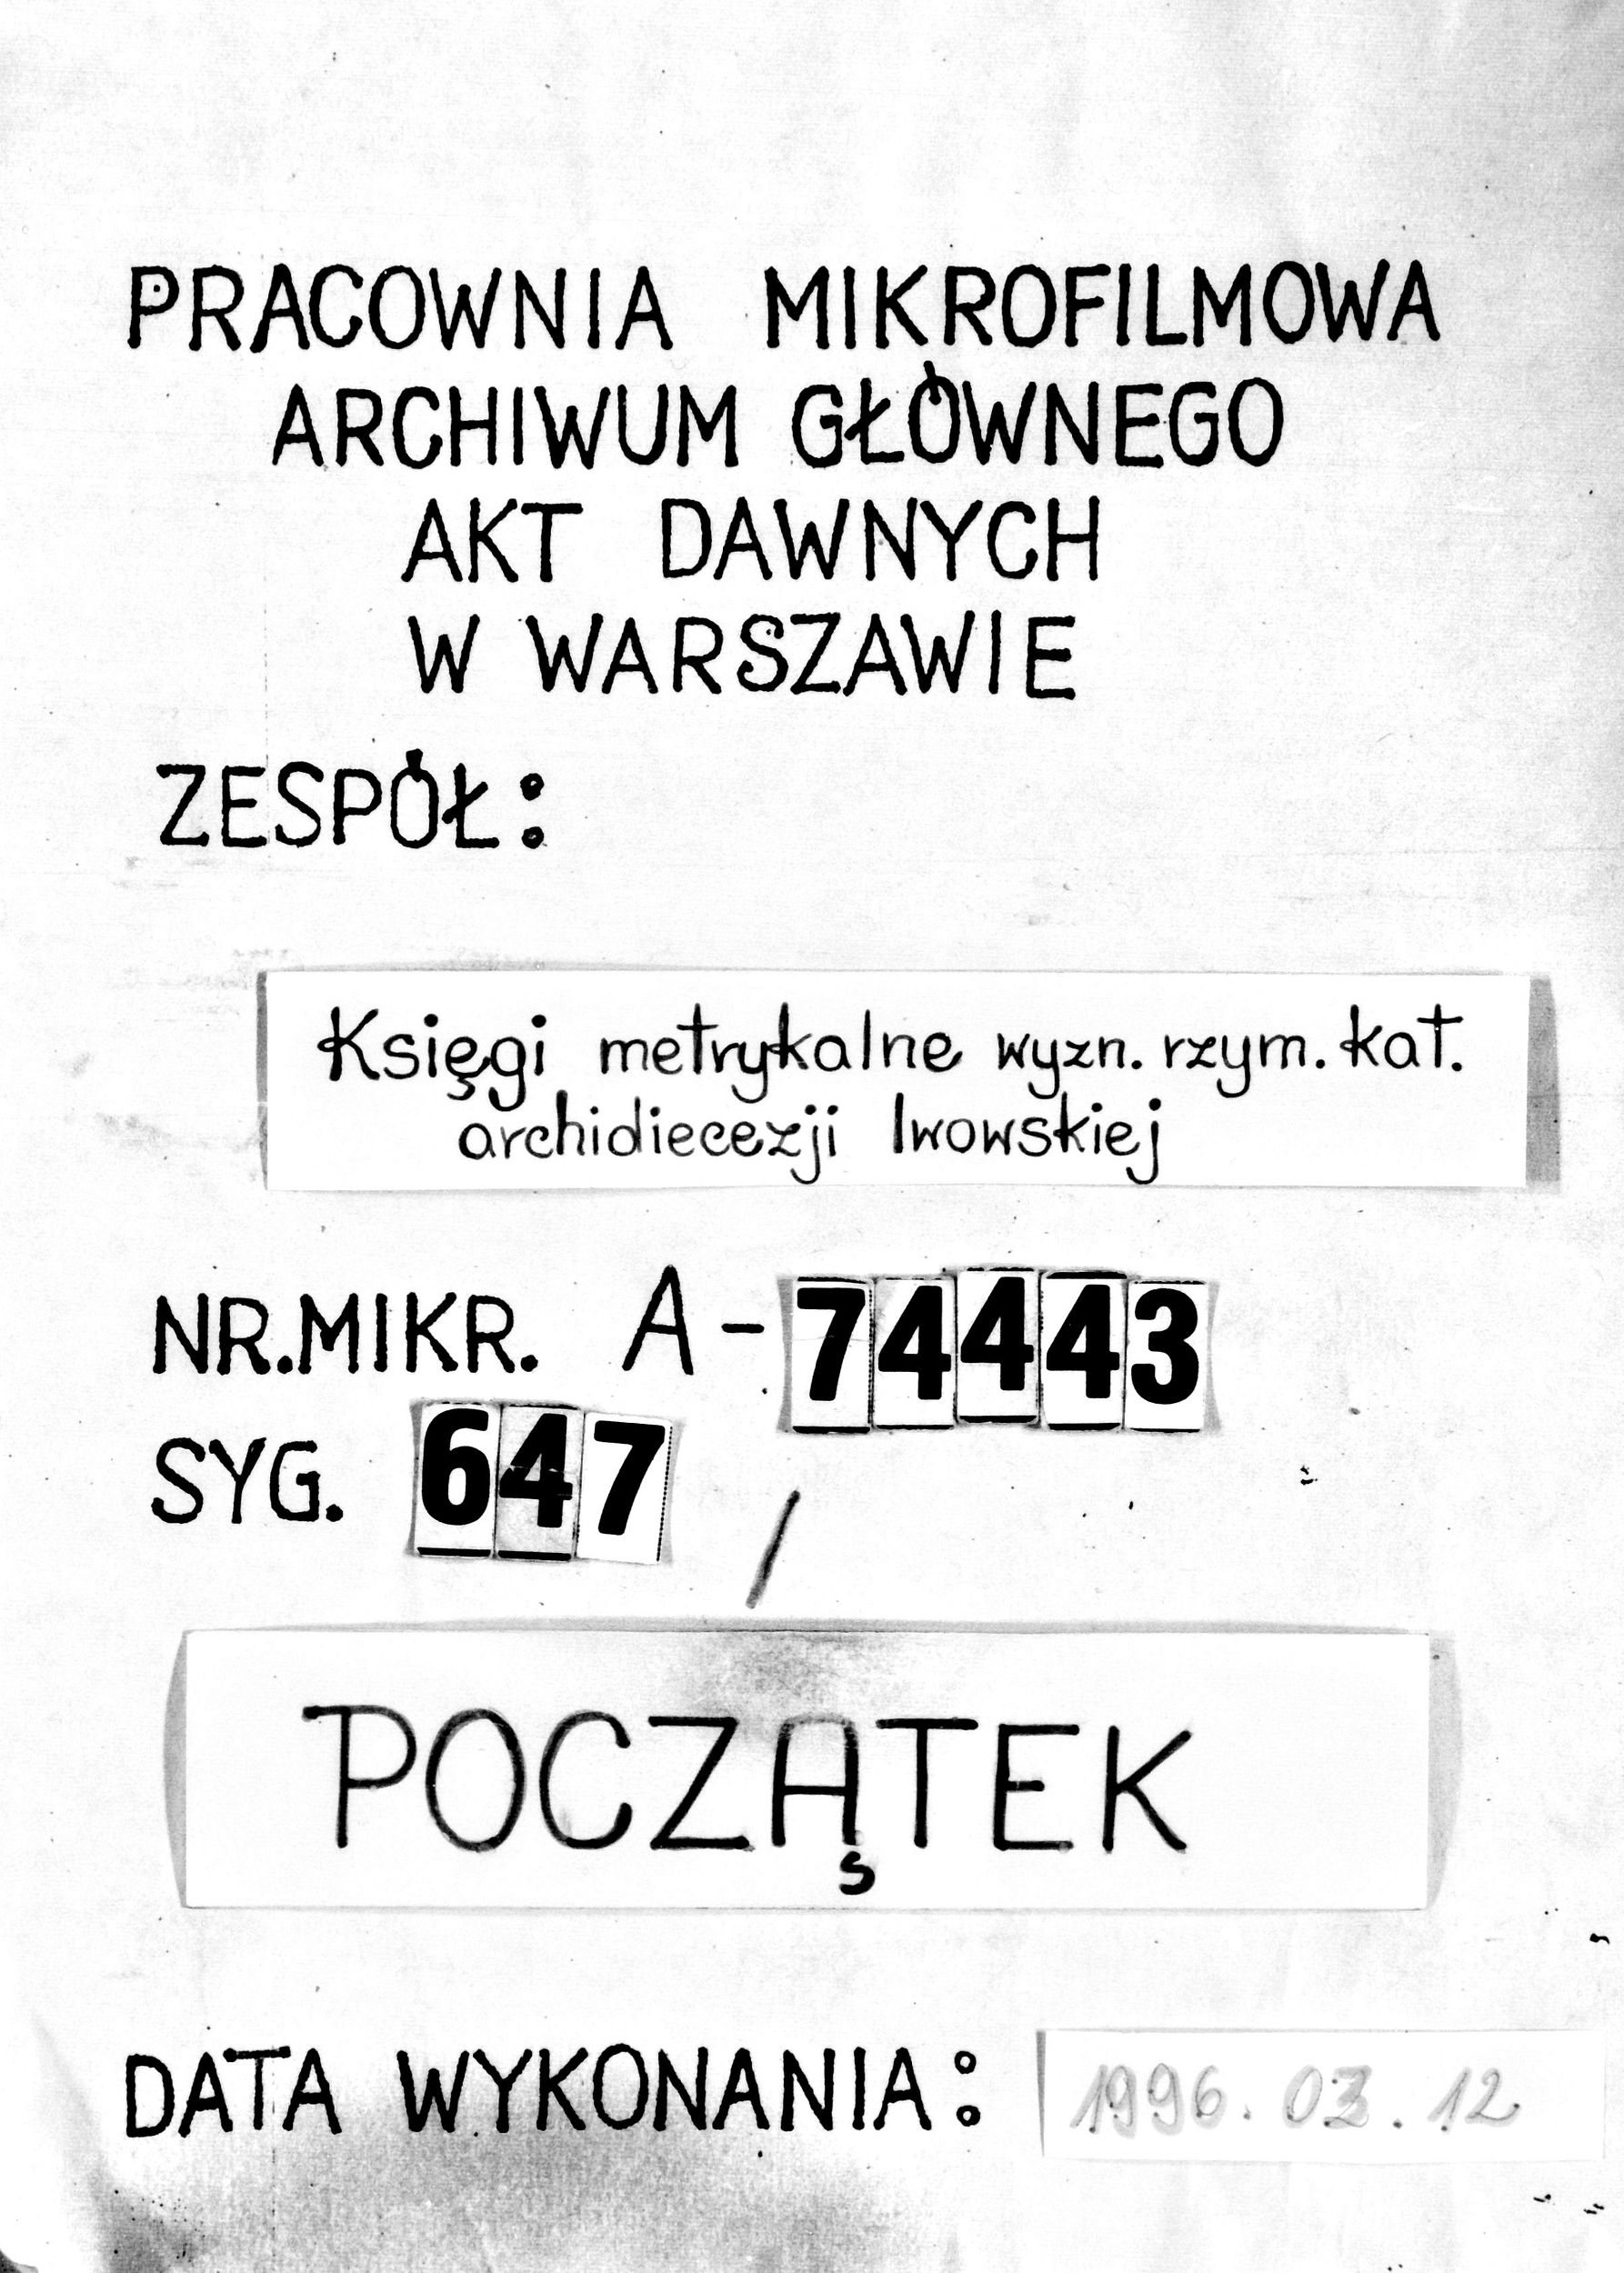 PRACOWNIA MIKROFILMOWA
ARCHIWUM GŁÓWNEGO
AKT DAWNYCH
W WARSZAWIE
ZESPÓŁ:
Księgi metrykalne wyzn. rzym. kat.
archidiecezji lwowskiej
NR. MIKR. A-74443
SYG. 647 /
POCZĄTEK
DATA WYKONANIA: 1996. 03. 12